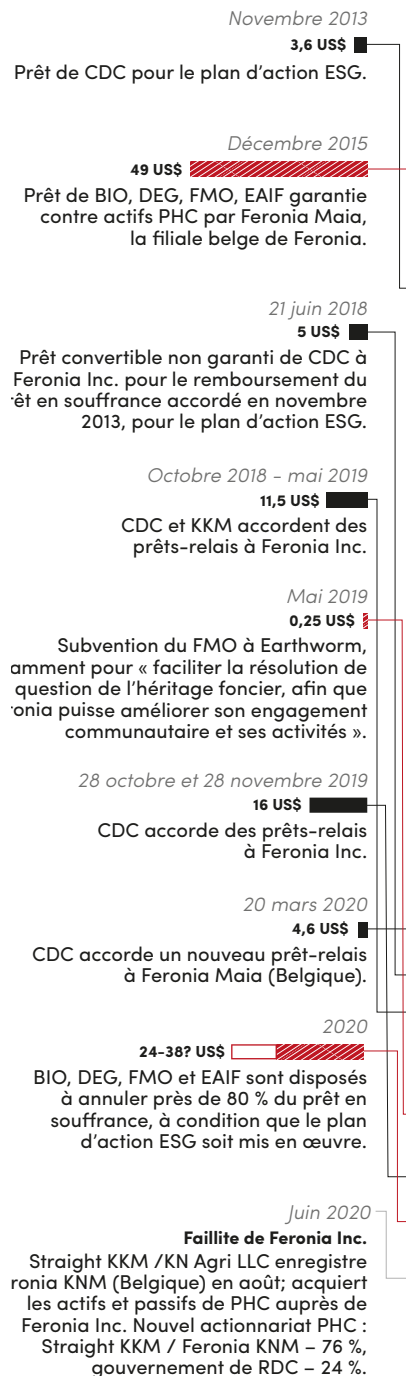 Novembre 2013
3,6 US$
Prêt de CDC pour le plan d'action ESG.
Décembre 2015
49 US$
Prêt de BIO, DEG, FMO, EAIF garantie
contre actifs PHC par Feronia Maia,
la filiale belge de Feronia.
21 juin 2018
5 US$
Prêt convertible non garanti de CDC à
Feronia Inc. pour le remboursement du
êt en souffrance accordé en novembre
2013, pour le plan d'action ESG.
Octobre 2018 - mai 2019
11,5 US$
CDC et KKM accordent des
prêts-relais à Feronia Inc.
Mai 2019
0,25 US$
Subvention du FMO à Earthworm,
amment pour « faciliter la résolution de
question de l'héritage foncier, afin que
onia puisse améliorer son engagement
communautaire et ses activités ».
28 octobre et 28 novembre 2019
16 US$
CDC accorde des prêts-relais
à Feronia Inc.
20 mars 2020
4,6 US$
CDC accorde un nouveau prêt-relais
à Feronia Maia (Belgique).
2020
24-38? US$
BIO, DEG, FMO et EAIF sont disposés
à annuler près de 80 % du prêt en
souffrance, à condition que le plan
d'action ESG soit mis en œuvre.
Juin 2020
Faillite de Feronia Inc.
Straight KKM /KN Agri LLC enregistre
ronia KNM (Belgique) en août; acquiert
les actifs et passifs de PHC auprès de
Feronia Inc. Nouvel actionnariat PHC :
Straight KKM / Feronia KNM – 76 %,
gouvernement de RDC – 24 %.